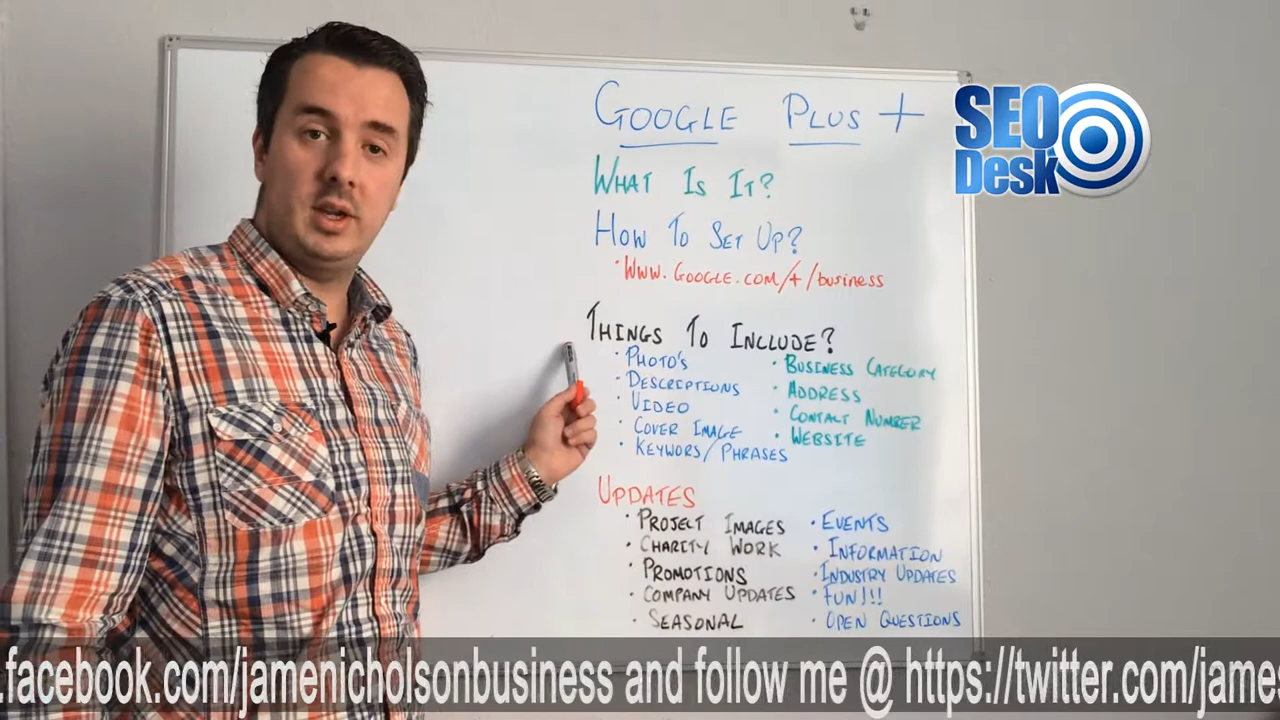 GOOGLE PLUS +
SEO
Desk
WHAT IS IT?
HOW TO SET UP?
• WWW.GOOGLE.COM/+/business
THINGS TO INCLUDE?
• PHOTO'S
• DESCRIPTIONS
• VIDEO
• COVER IMAGE
• KEYWORS/PHRASES
• BUSINESS CATEGORY
• ADDRESS
• CONTACT NUMBER
• WEBSITE
UPDATES
• PROJECT IMAGES
• CHARITY WORK
• PROMOTIONS
• COMPANY UPDATES
• SEASONAL
• EVENTS
• INFORMATION
• INDUSTRY UPDATES
• FUN!!!
• OPEN QUESTIONS
.facebook.com/jamenicholsonbusiness and follow me @ https://twitter.com/james